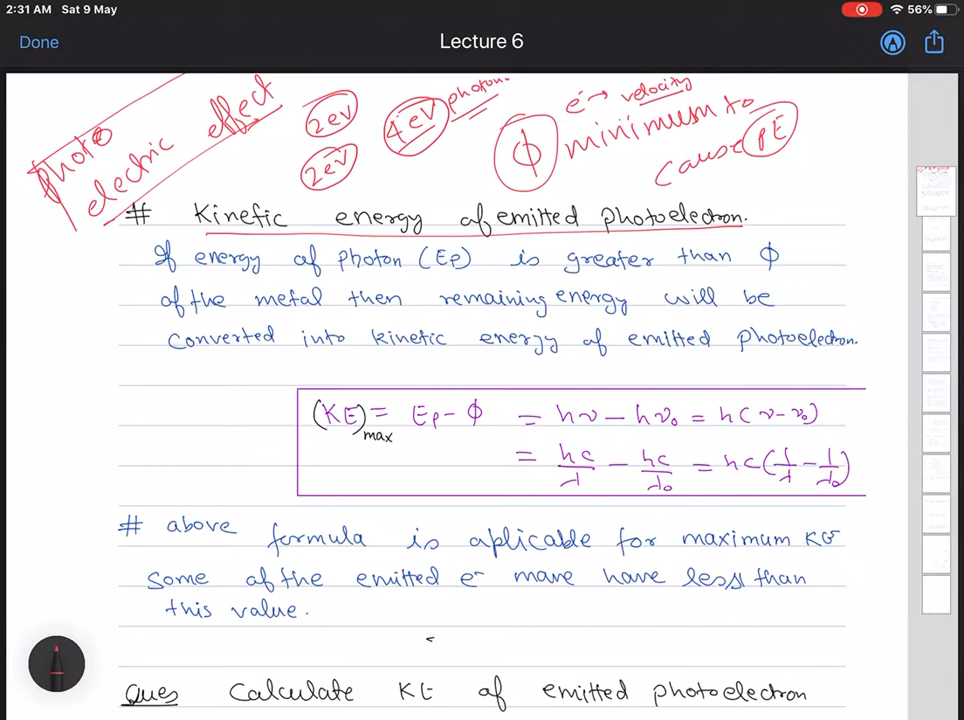 2:31 AM Sat 9 May
56%
Done
Lecture 6
photo
electric effect
2ev
2ev
4ev photon.
e⁻→ velocity
ϕ minimum to
cause PE
# Kinetic energy of emitted photoelectron.
If energy of photon (Ep) is greater than ϕ
of the metal then remaining energy will be
converted into kinetic energy of emitted photoelectron.
(KE)max = Ep - ϕ = hν - hν₀ = h(ν-ν₀)
= hc/λ - hc/λ₀ = hc(1/λ - 1/λ₀)
# above formula is aplicable for maximum KE
Some of the emitted e⁻ mave have less than
this value.
Ques Calculate KE of emitted photoelectron